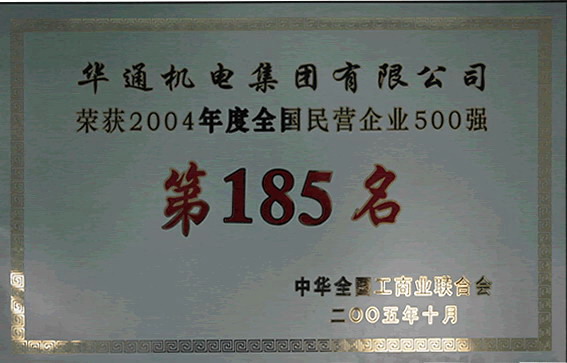 华通机电集团有限公司
荣获2004年度全国民营企业500强
第185名
中华全国工商业联合会
二〇〇五年十月